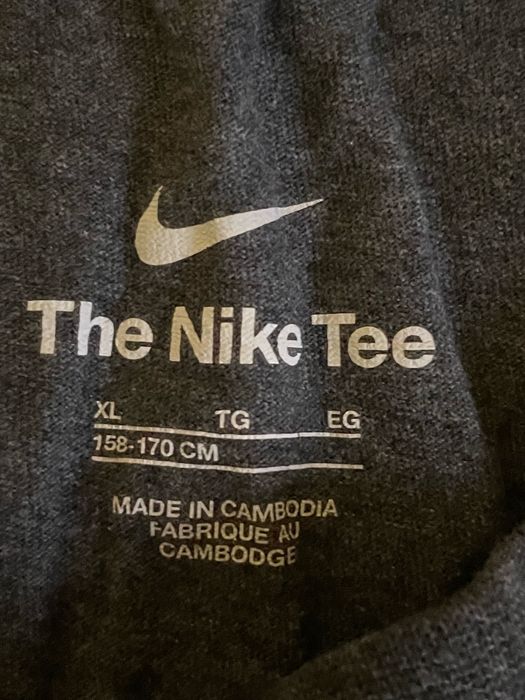 The Nike Tee
XL TG EG
158-170 CM
MADE IN CAMBODIA
FABRIQUE AU
CAMBODGE